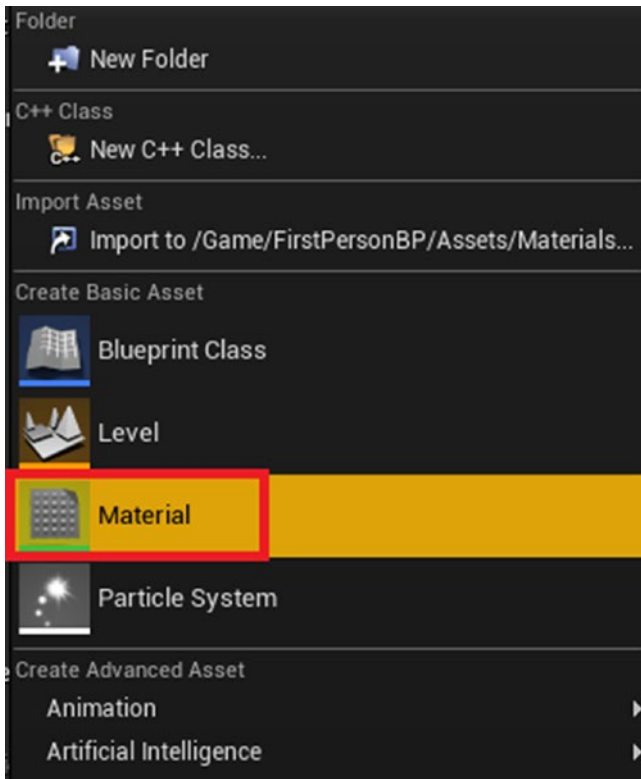 Folder
New Folder
C++ Class
C++
New C++ Class...
Import Asset
Import to /Game/FirstPersonBP/Assets/Materials...
Create Basic Asset
Blueprint Class
Level
Material
Particle System
Create Advanced Asset
Animation
Artificial Intelligence